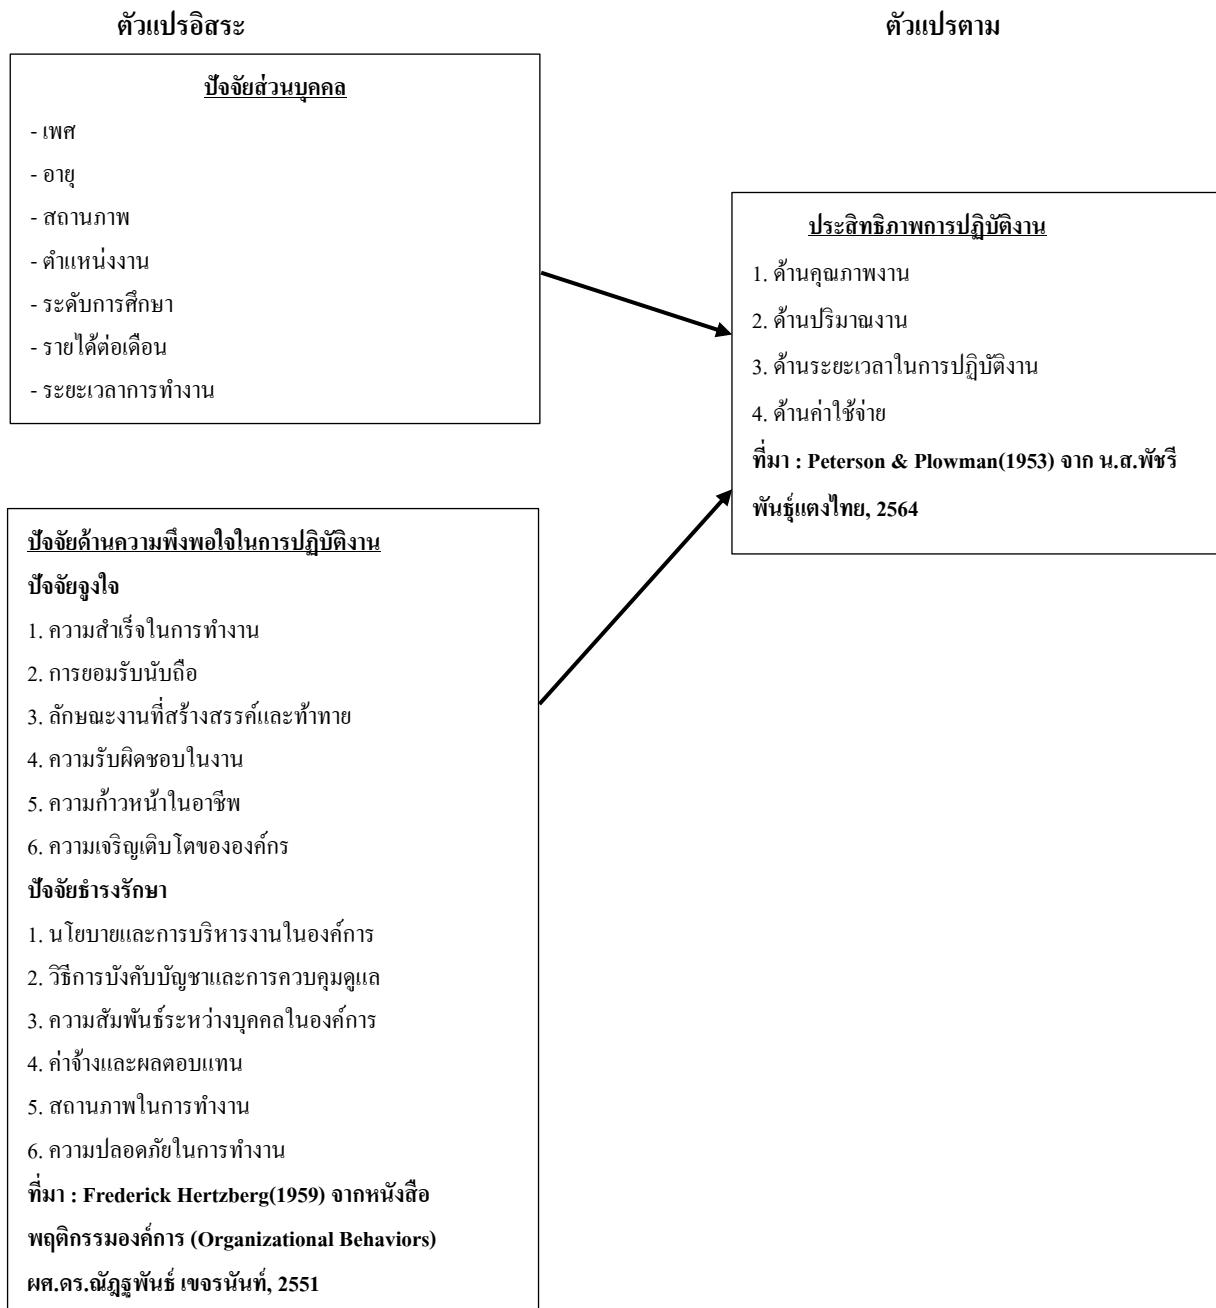 ตัวแปรอิสระ
ตัวแปรตาม
ปัจจัยส่วนบุคคล
- เพศ
- อายุ
- สถานภาพ
- ตำแหน่งงาน
- ระดับการศึกษา
- รายได้ต่อเดือน
- ระยะเวลาการทำงาน
ประสิทธิภาพการปฏิบัติงาน
1. ด้านคุณภาพงาน
2. ด้านปริมาณงาน
3. ด้านระยะเวลาในการปฏิบัติงาน
4. ด้านค่าใช้จ่าย
ที่มา : Peterson & Plowman(1953) จาก น.ส.พัชรี
พันธุ์แตงไทย, 2564
ปัจจัยด้านความพึงพอใจในการปฏิบัติงาน
ปัจจัยจูงใจ
1. ความสำเร็จในการทำงาน
2. การยอมรับนับถือ
3. ลักษณะงานที่สร้างสรรค์และท้าทาย
4. ความรับผิดชอบในงาน
5. ความก้าวหน้าในอาชีพ
6. ความเจริญเติบโตขององค์กร
ปัจจัยธำรงรักษา
1. นโยบายและการบริหารงานในองค์การ
2. วิธีการบังคับบัญชาและการควบคุมดูแล
3. ความสัมพันธ์ระหว่างบุคคลในองค์การ
4. ค่าจ้างและผลตอบแทน
5. สถานภาพในการทำงาน
6. ความปลอดภัยในการทำงาน
ที่มา : Frederick Hertzberg(1959) จากหนังสือ
พฤติกรรมองค์การ (Organizational Behaviors)
ผศ.ดร.ณัฎฐพันธ์ เขจรนันท์, 2551